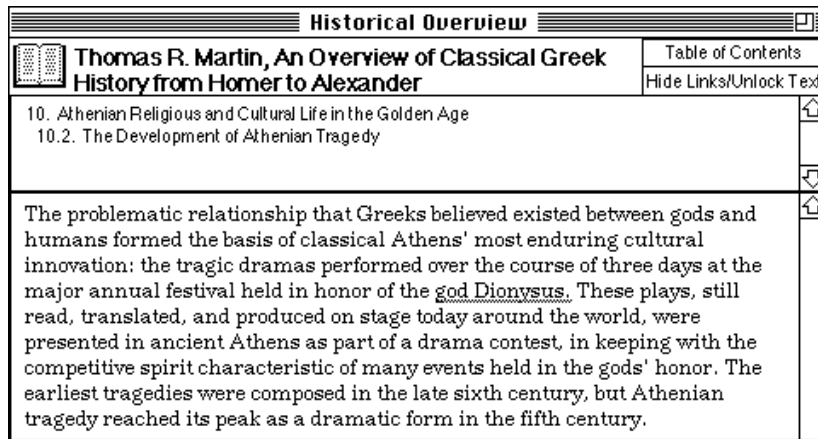 Historical Overview
Thomas R. Martin, An Overview of Classical Greek
History from Homer to Alexander
Table of Contents
Hide Links/Unlock Tex
10. Athenian Religious and Cultural Life in the Golden Age
10.2. The Development of Athenian Tragedy
The problematic relationship that Greeks believed existed between gods and
humans formed the basis of classical Athens' most enduring cultural
innovation: the tragic dramas performed over the course of three days at the
major annual festival held in honor of the god Dionysus. These plays, still
read, translated, and produced on stage today around the world, were
presented in ancient Athens as part of a drama contest, in keeping with the
competitive spirit characteristic of many events held in the gods' honor. The
earliest tragedies were composed in the late sixth century, but Athenian
tragedy reached its peak as a dramatic form in the fifth century.